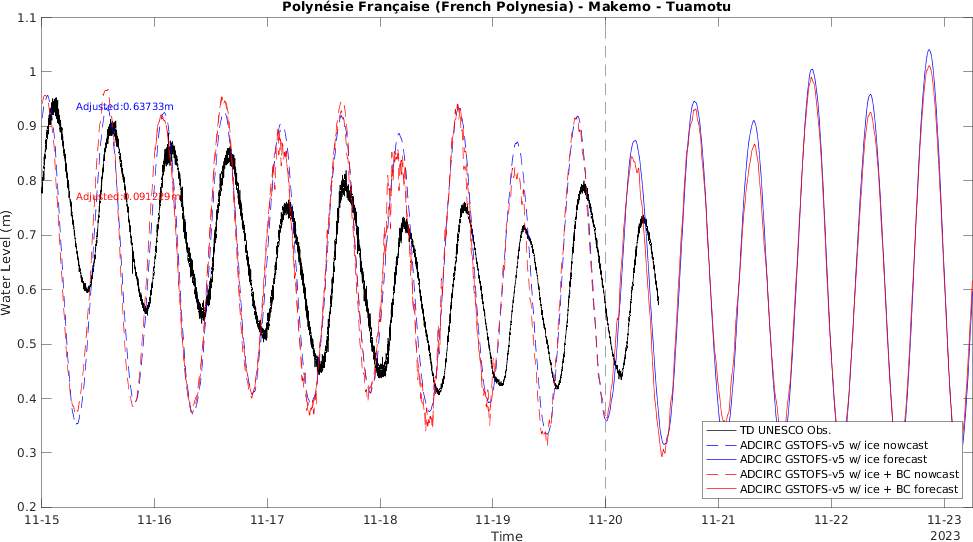 Polynésie Française (French Polynesia) - Makemo - Tuamotu
1.1
1
0.9
0.8
0.7
0.6
0.5
0.4
0.3
0.2
Water Level (m)
Adjusted:0.63733m
Adjusted:0.091229m
TD UNESCO Obs.
ADCIRC GSTOFS-v5 w/ ice nowcast
ADCIRC GSTOFS-v5 w/ ice forecast
ADCIRC GSTOFS-v5 w/ ice + BC nowcast
ADCIRC GSTOFS-v5 w/ ice + BC forecast
11-15 11-16 11-17 11-18 11-19 11-20 11-21 11-22 11-23
Time
2023